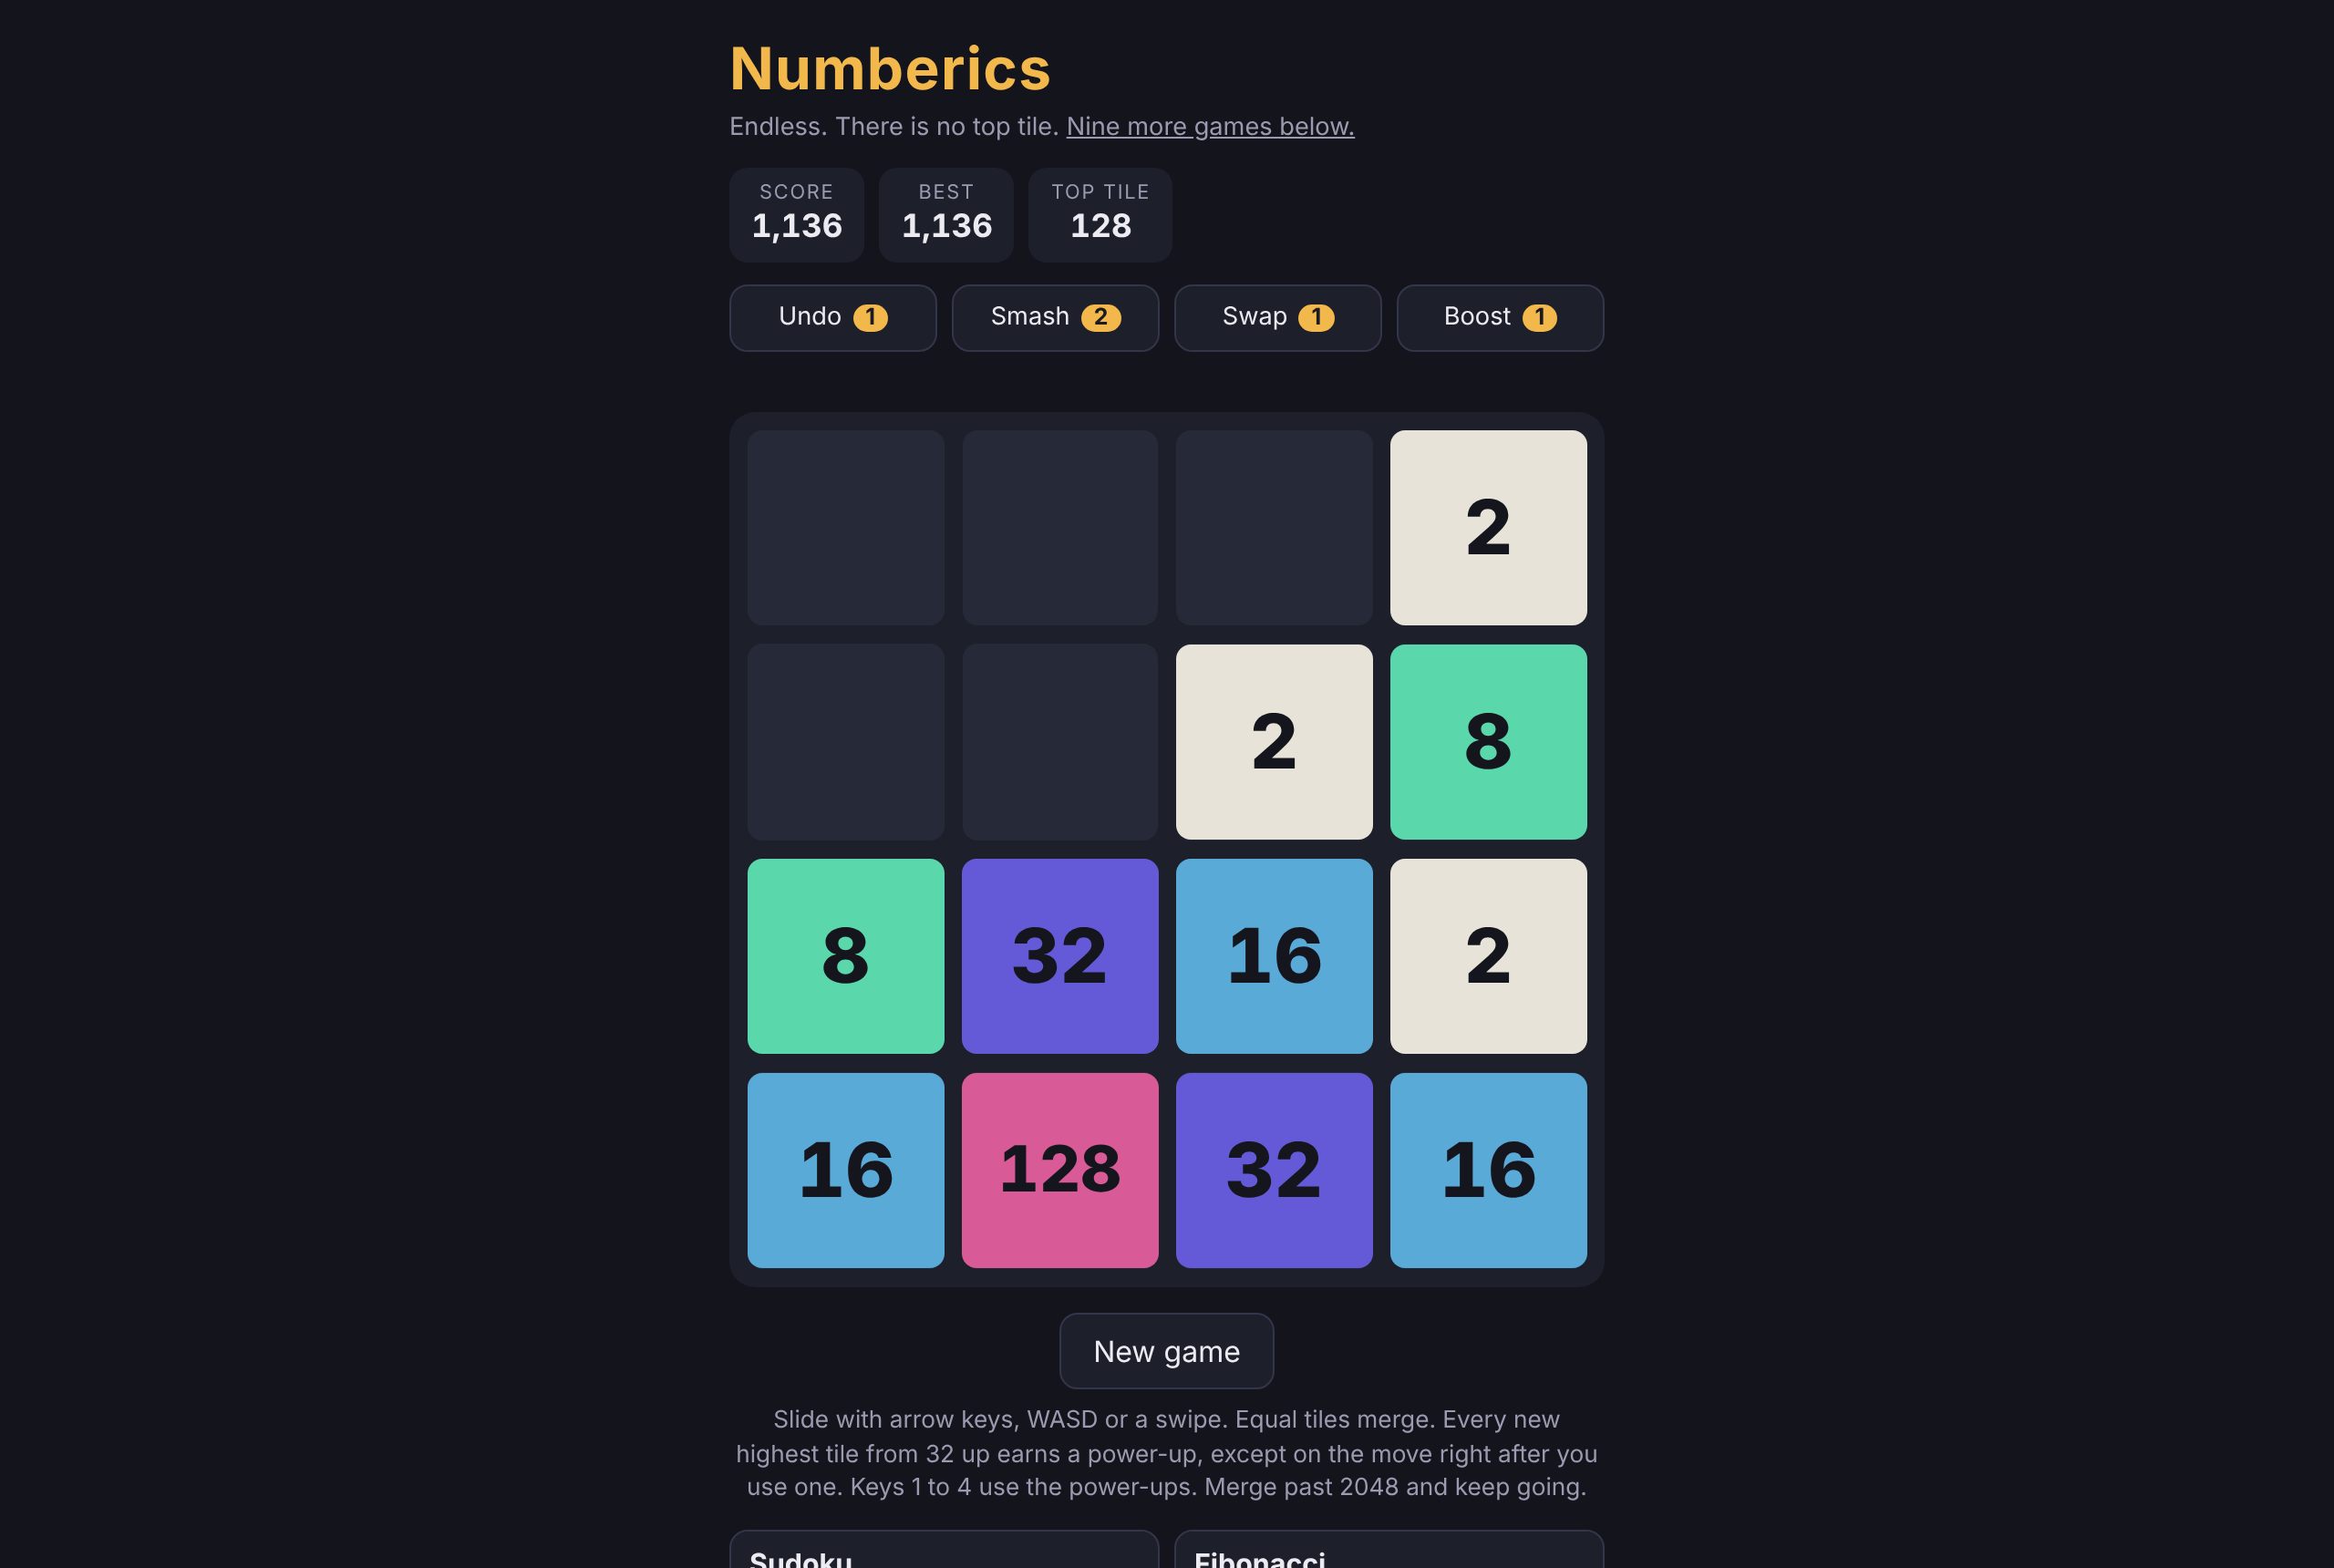 Numberics
Endless. There is no top tile. Nine more games below.
SCORE BEST TOP TILE
1,136 1,136 128
Undo 1 Smash 2 Swap 1 Boost 1
2
2 8
8 32 16 2
16 128 32 16
New game
Slide with arrow keys, WASD or a swipe. Equal tiles merge. Every new
highest tile from 32 up earns a power-up, except on the move right after you
use one. Keys 1 to 4 use the power-ups. Merge past 2048 and keep going.
Sudoku Fibonacci